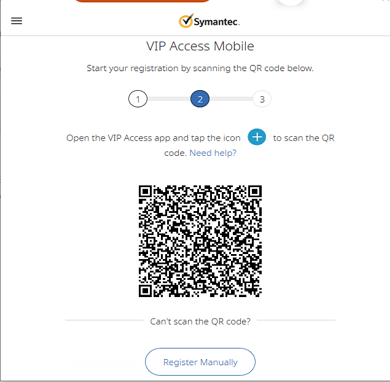 Symantec.
VIP Access Mobile
Start your registration by scanning the QR code below.
1 2 3
Open the VIP Access app and tap the icon + to scan the QR
code. Need help?
Can't scan the QR code?
Register Manually